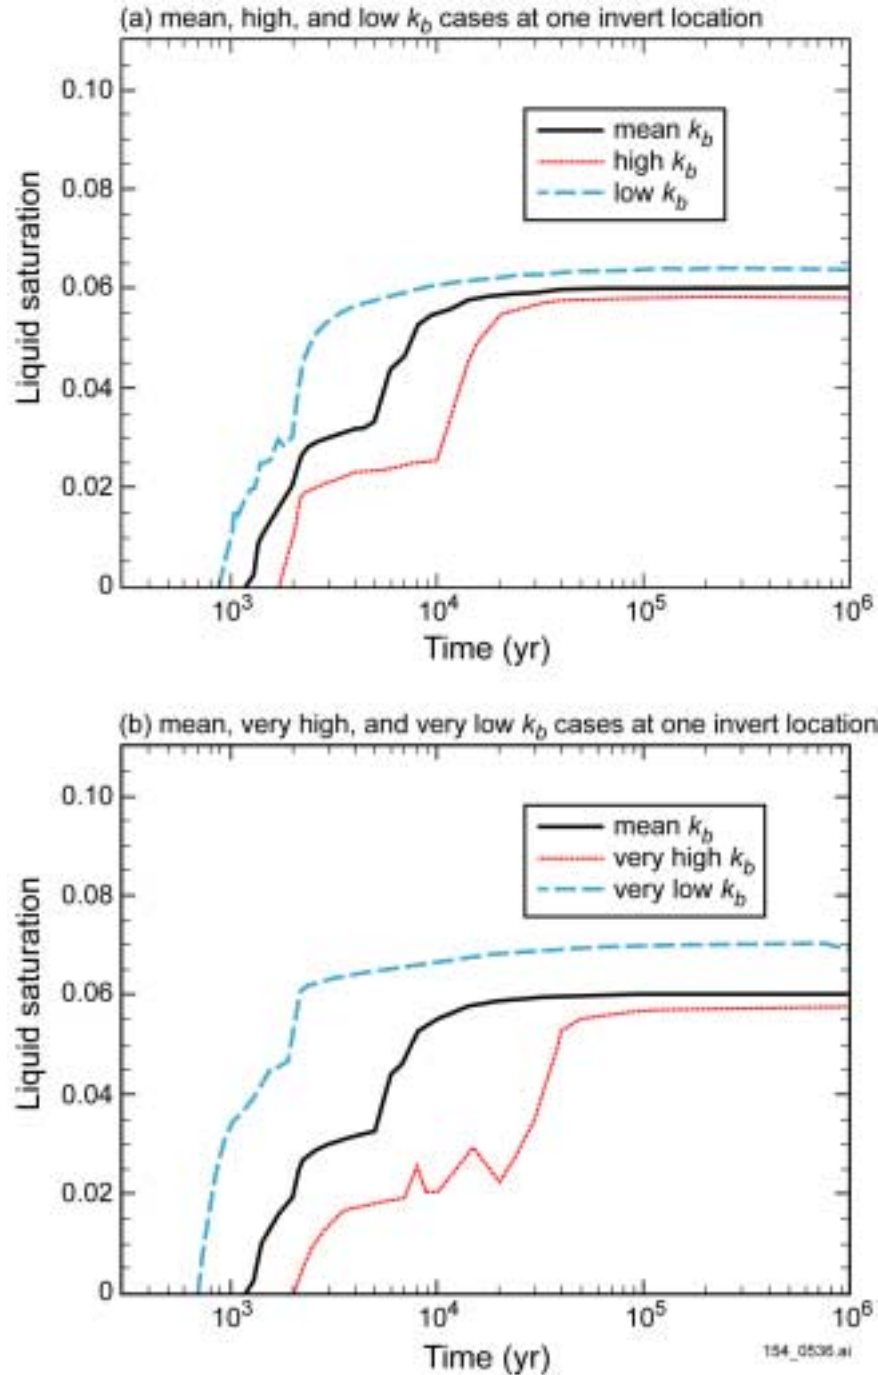 (a) mean, high, and low k_b cases at one invert location
0.10
0.08
0.06
0.04
0.02
0
Liquid saturation
mean k_b
high k_b
low k_b
10^3
10^4
10^5
10^6
Time (yr)
(b) mean, very high, and very low k_b cases at one invert location
0.10
0.08
0.06
0.04
0.02
0
Liquid saturation
mean k_b
very high k_b
very low k_b
10^3
10^4
10^5
10^6
Time (yr)
154_0536.ai